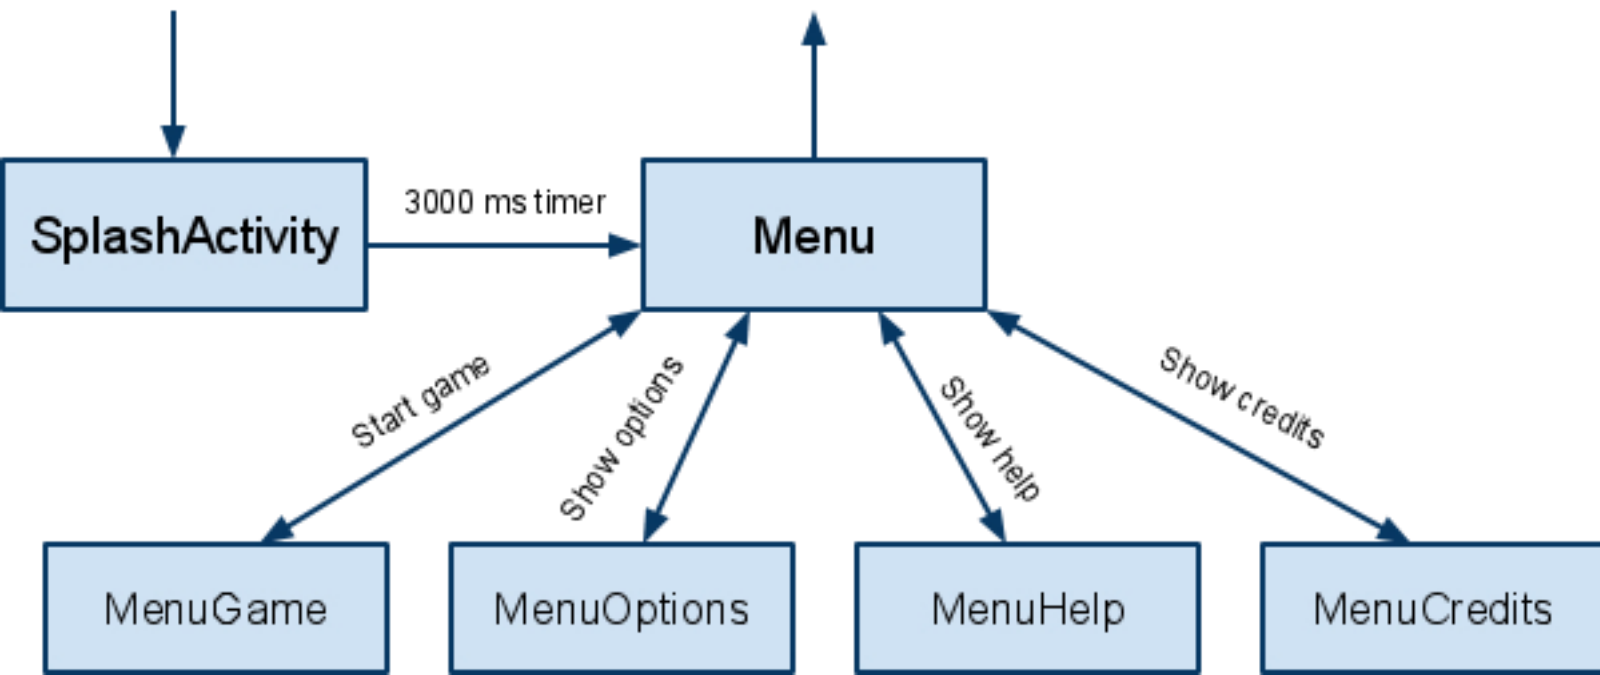 3000 ms timer
SplashActivity
Menu
Start game
Show options
Show help
Show credits
MenuGame
MenuOptions
MenuHelp
MenuCredits